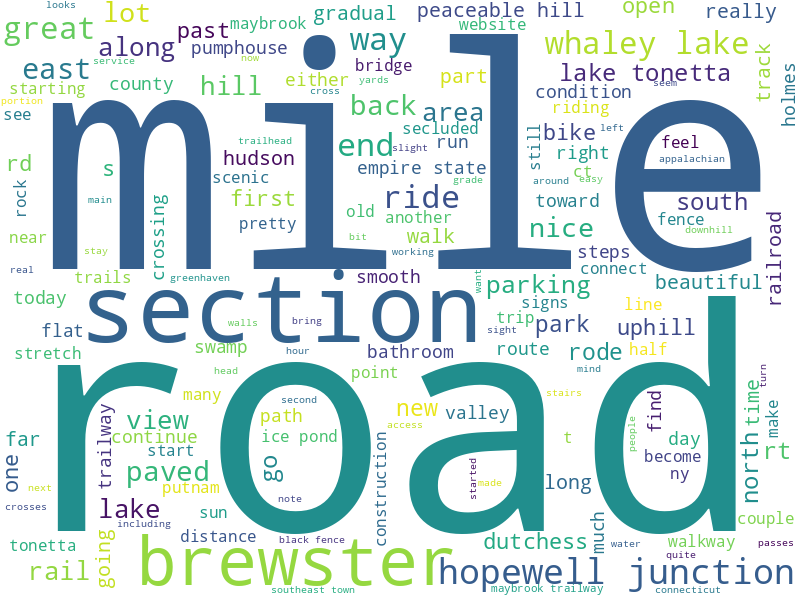 looks
great
lot
past
maybrook
gradual
peaceable hill
website
open
really
along
pumphouse
way
whaley lake
service
now
mile
east
bridge
part
lake tonetta
track
starting
county
hill
either
yards
condition
holmes
portion
cross
back
area
riding
see
trailhead
secluded
bike
left
feel
end
run
still
rd
s
hudson
slight
right
appalachian
rock
scenic
empire state
ct
grade
around
easy
main
first
ride
toward
south
crossing
pretty
old
another
nice
fence
near
stay
bit
walk
downhill
real
working
steps
railroad
trails
greenhaven
smooth
want
connect
beautiful
today
section
parking
signs
line
flat
walls
bring
trip
park
uphill
sight
stretch
swamp
hour
bathroom
route
rode
half
head
point
mind
turn
many
road
stairs
find
time
make
trailway
view
second
path
new
valley
far
continue
ice pond
access
t
people
day
rt
one
start
go
become
north
paved
construction
started
ny
next
putnam
long
crosses
lake
note
made
sun
couple
including
much
tonetta
distance
black fence
dutchess
walkway
passes
going
brewster
water
quite
rail
hopewell junction
southeast town
maybrook trailway
connecticut